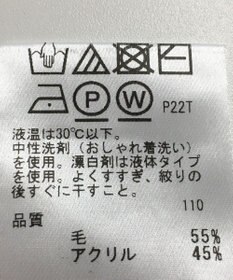 P W P22T
液温は30℃以下。
中性洗剤(おしゃれ着洗い)
を使用。漂白剤は液体タイプ
を使用。よくすすぎ、絞りの
後すぐに干すこと。
110
品質
毛 55%
アクリル 45%